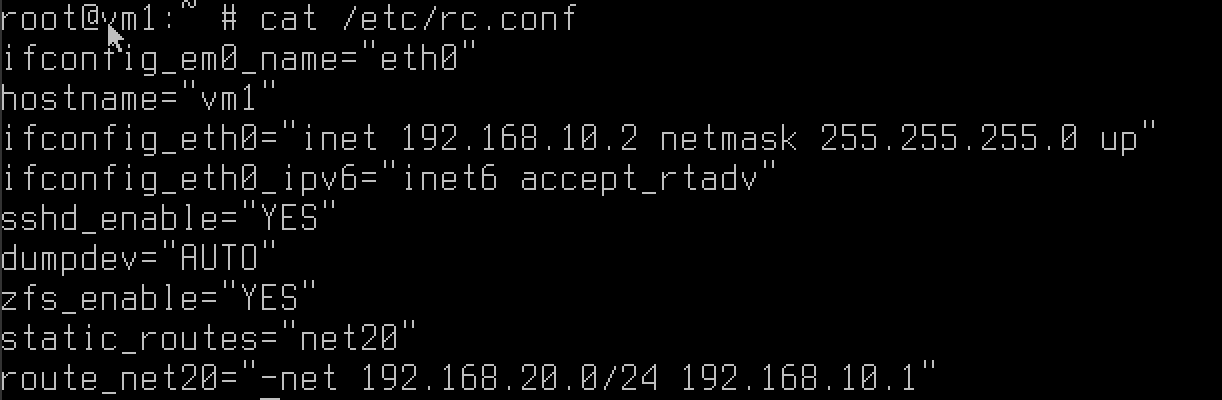 root@vm1:~ # cat /etc/rc.conf
ifconfig_em0_name="eth0"
hostname="vm1"
ifconfig_eth0="inet 192.168.10.2 netmask 255.255.255.0 up"
ifconfig_eth0_ipv6="inet6 accept_rtadv"
sshd_enable="YES"
dumpdev="AUTO"
zfs_enable="YES"
static_routes="net20"
route_net20="-net 192.168.20.0/24 192.168.10.1"